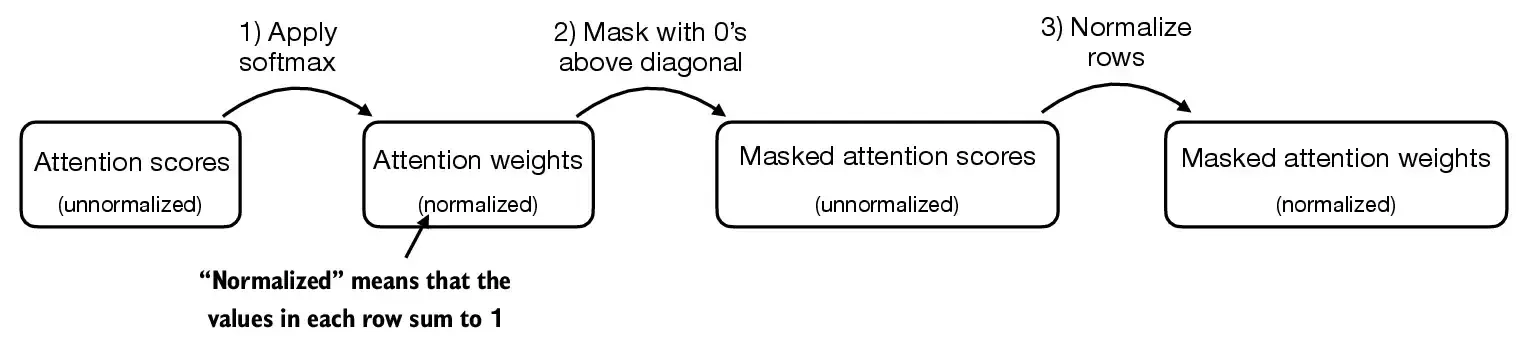 1) Apply
softmax
2) Mask with 0’s
above diagonal
3) Normalize
rows
Attention scores
(unnormalized)
Attention weights
(normalized)
Masked attention scores
(unnormalized)
Masked attention weights
(normalized)
“Normalized” means that the
values in each row sum to 1